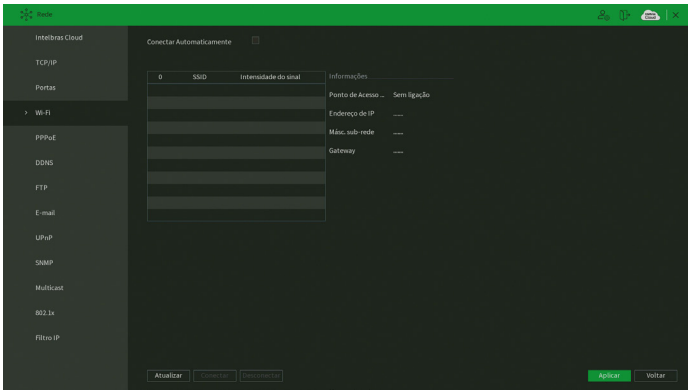 Rede
Intelbras Cloud
TCP/IP
Portas
> Wi-Fi
PPPoE
DDNS
FTP
E-mail
UPnP
SNMP
Multicast
802.1x
Filtro IP
Conectar Automaticamente
0 SSID Intensidade do sinal
Informações
Ponto de Acesso ... Sem ligação
Endereço de IP ----
Másc. sub-rede ----
Gateway ----
Atualizar Conectar Desconectar
Aplicar Voltar